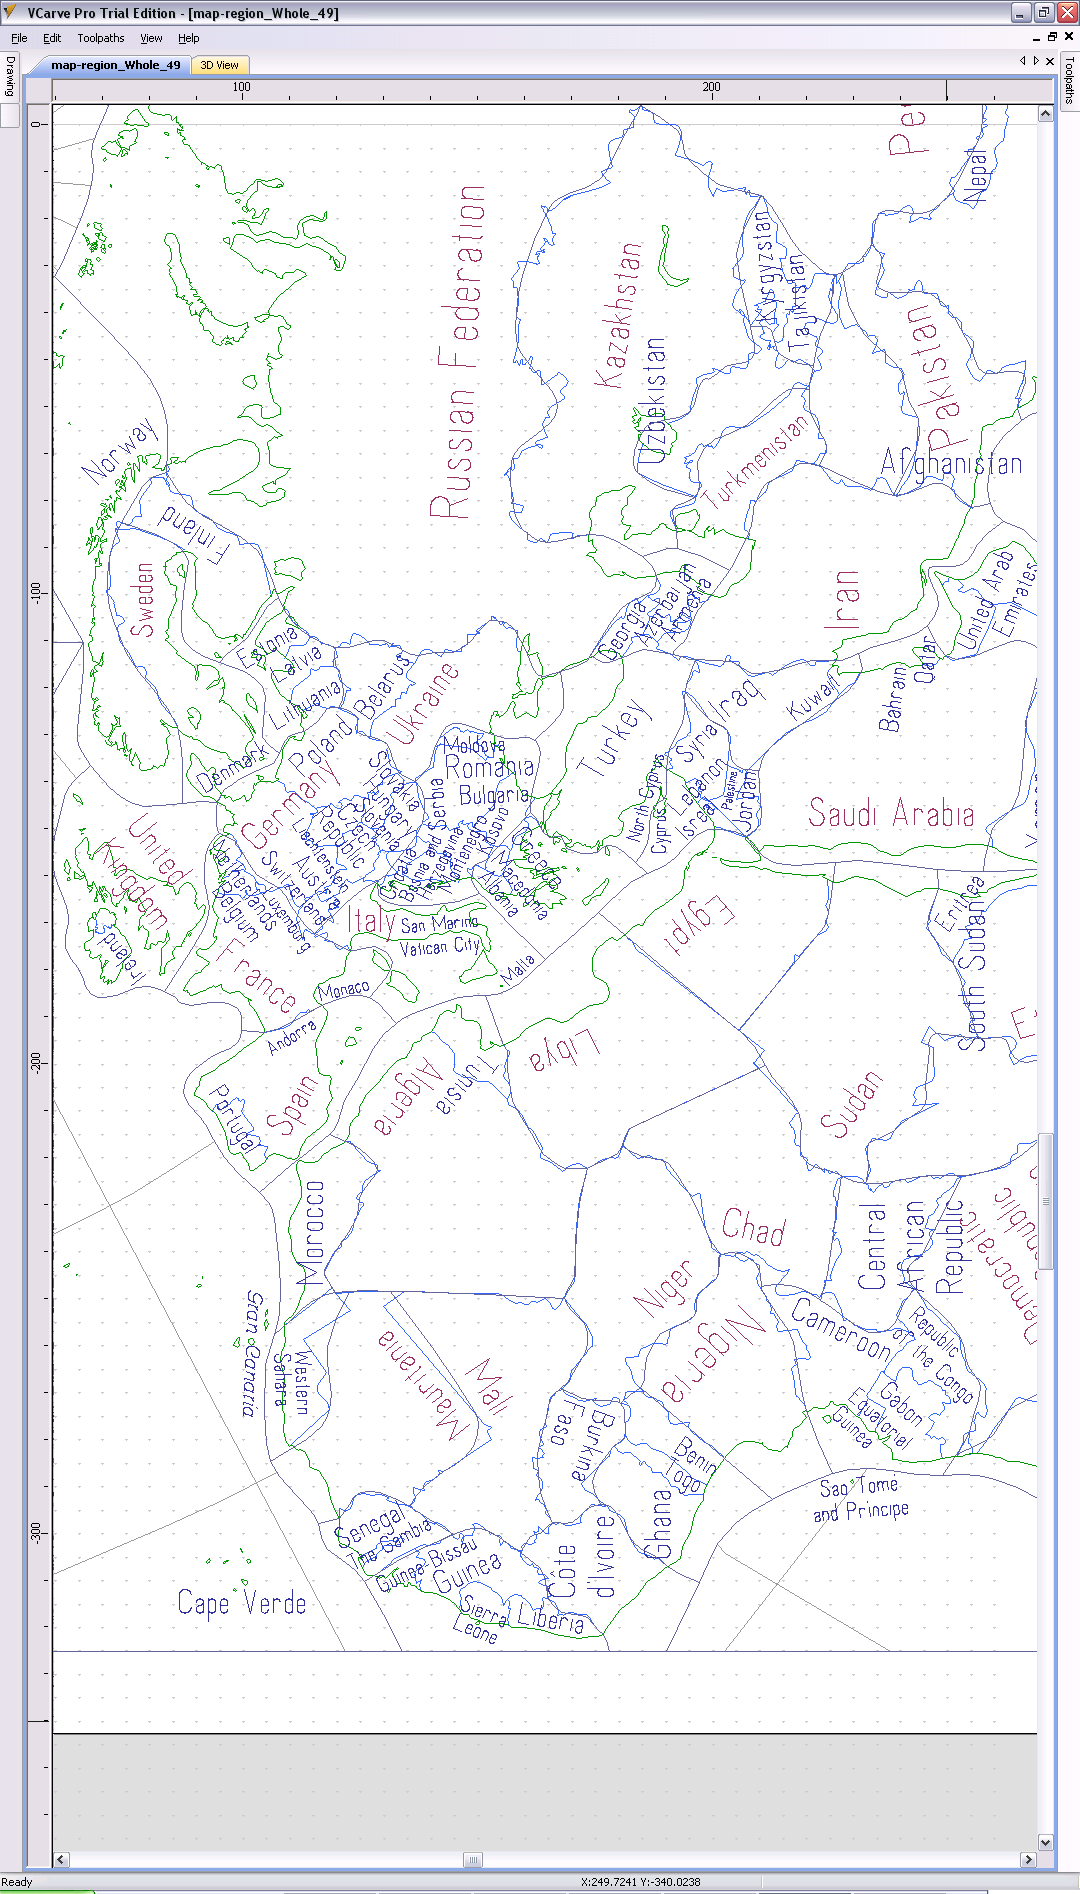 VCarve Pro Trial Edition - [map-region_Whole_49]
File Edit Toolpaths View Help
Drawing
map-region_Whole_49
3D View
Toolpaths
100
200
0
-100
-200
-300
Pe
Nepal
Russian Federation
Kazakhstan
Kyrgyzstan
Tajikistan
Uzbekistan
Pakistan
Turkmenistan
Afghanistan
Norway
Finland
Sweden
Iran
United Arab
Emirates
Georgia
Azerbaijan
Armenia
Estonia
Latvia
Lithuania
Belarus
Ukraine
Qatar
Bahrain
Kuwait
Iraq
Turkey
Syria
Lebanon
Israel
Palestine
Jordan
North Cyprus
Cyprus
Saudi Arabia
Denmark
Poland
Germany
Moldova
Romania
Bulgaria
Slovakia
Hungary
Slovenia
Czech
Republic
Liechtenstein
Austria
Switzerland
Luxemburg
Netherlands
Belgium
Serbia
Croatia
Bosnia and
Herzegovina
Montenegro
Kosovo
Greece
Macedonia
Albania
United
Kingdom
Ireland
France
Italy
San Marino
Vatican City
Malta
Monaco
Andorra
Spain
Portugal
Egypt
Eritrea
South Sudan
Libya
Tunisia
Algeria
Sudan
Morocco
Chad
Central
African
Republic
Democratic
Republic
Niger
Nigeria
Cameroon
Republic
of the Congo
Gabon
Equatorial
Guinea
Gran Canaria
Western
Sahara
Mauritania
Mali
Burkina
Faso
Benin
Togo
Ghana
Sao Tomé
and Principe
Senegal
The Gambia
Guinea-Bissau
Guinea
Côte
d'Ivoire
Sierra
Leone
Liberia
Cape Verde
Ready
X:249.7241 Y:-340.0238